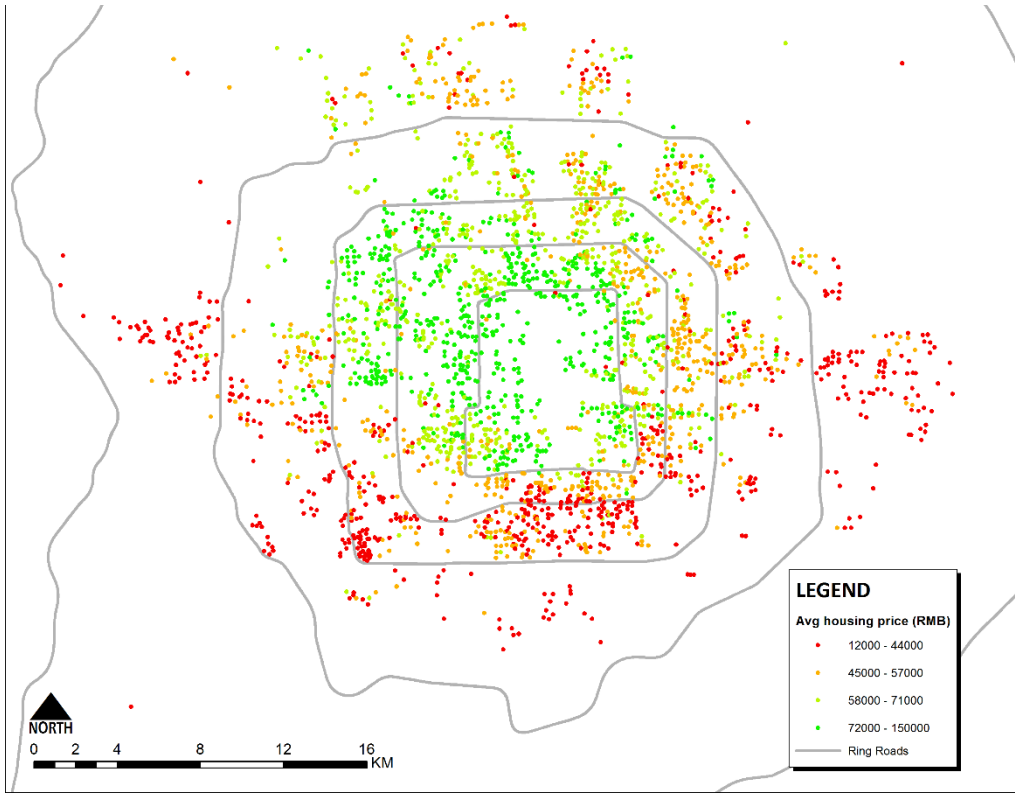 LEGEND
Avg housing price (RMB)
12000 - 44000
45000 - 57000
58000 - 71000
72000 - 150000
Ring Roads
NORTH
0 2 4 8 12 16
KM